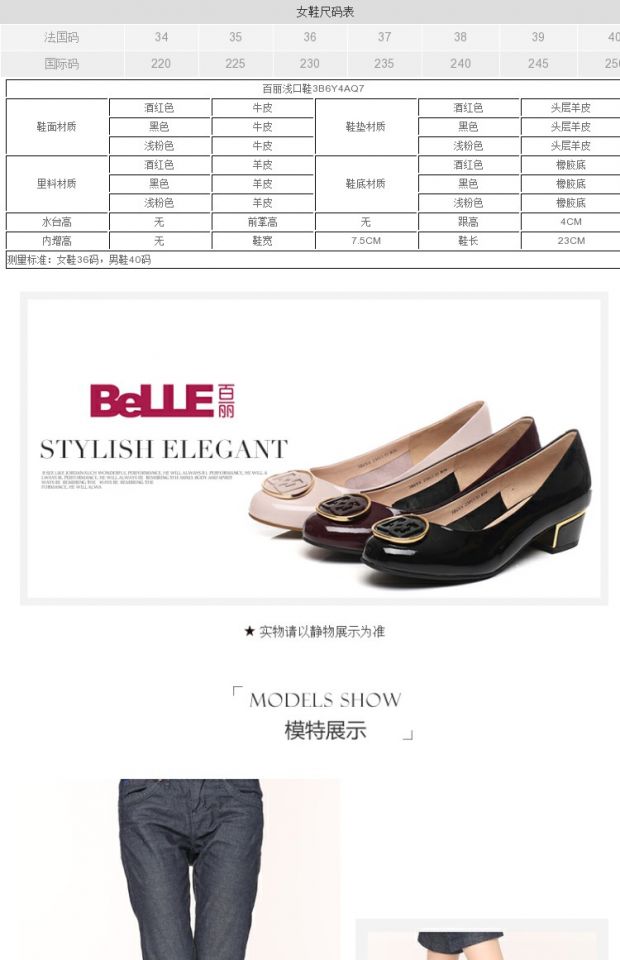 女鞋尺码表
法国码 34 35 36 37 38 39 40
国际码 220 225 230 235 240 245 250
百丽浅口鞋3B6Y4AQ7
鞋面材质 酒红色 牛皮 鞋垫材质 酒红色 头层羊皮
黑色 牛皮 黑色 头层羊皮
浅粉色 牛皮 浅粉色 头层羊皮
里料材质 酒红色 羊皮 鞋底材质 酒红色 橡胶底
黑色 羊皮 黑色 橡胶底
浅粉色 羊皮 浅粉色 橡胶底
水台高 无 前掌高 无 跟高 4CM
内增高 无 鞋宽 7.5CM 鞋长 23CM
测量标准：女鞋36码，男鞋40码
BeLLE 百丽
STYLISH ELEGANT
★ 实物请以静物展示为准
「 MODELS SHOW
模特展示 」